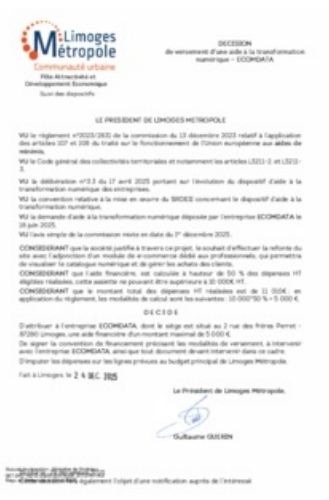 Limoges
Métropole
Communauté urbaine
Pôle Attractivité et
Développement Economique
Suivi des dispositifs
DECISION
de versement d'une aide à la transformation
numérique – ECOMDATA
LE PRESIDENT DE LIMOGES METROPOLE
VU le règlement n°2023/2831 de la commission du 13 décembre 2023 relatif à l'application
des articles 107 et 108 du traité sur le fonctionnement de l'Union européenne aux aides de
minimis,
VU le Code général des collectivités territoriales et notamment les articles L5211-2, et L5211-
3,
VU la délibération n°3.3 du 17 avril 2025 portant sur l'évolution du dispositif d'aide à la
transformation numérique des entreprises,
VU la convention relative à la mise en œuvre du SRDEII concernant le dispositif d'aide à la
transformation numérique,
VU la demande d'aide à la transformation numérique déposée par l'entreprise ECOMDATA le
18 juin 2025,
VU l'avis simple de la commission mixte en date du 1er décembre 2025,
CONSIDERANT que la société justifie à travers ce projet, le souhait d'effectuer la refonte du
site avec l'adjonction d'un module de e-commerce dédié aux professionnels, qui permettra
de visualiser le catalogue numérique et de gérer les achats des clients.
CONSIDERANT que l'aide financière, est calculée à hauteur de 50 % des dépenses HT
éligibles réalisées, cette assiette ne pouvant être supérieure à 10 000€ HT.
CONSIDERANT que le montant total des dépenses HT réalisées est de 11 010€, en
application du règlement, les modalités de calcul sont les suivantes : 10 000*50 % = 5 000 €.
D E C I D E
D'attribuer à l'entreprise ECOMDATA, dont le siège est situé au 2 rue des frères Perret -
87280 Limoges, une aide financière d'un montant maximal de 5 000 €.
De signer la convention de financement précisant les modalités de versement, à intervenir
avec l'entreprise ECOMDATA, ainsi que tout document devant intervenir dans ce cadre.
D'imputer les dépenses sur les lignes prévues au budget principal de Limoges Métropole.
Fait à Limoges, le 24 DEC. 2025
Le Président de Limoges Métropole,
Guillaume GUERIN
également l'objet d'une notification auprès de l'intéressé